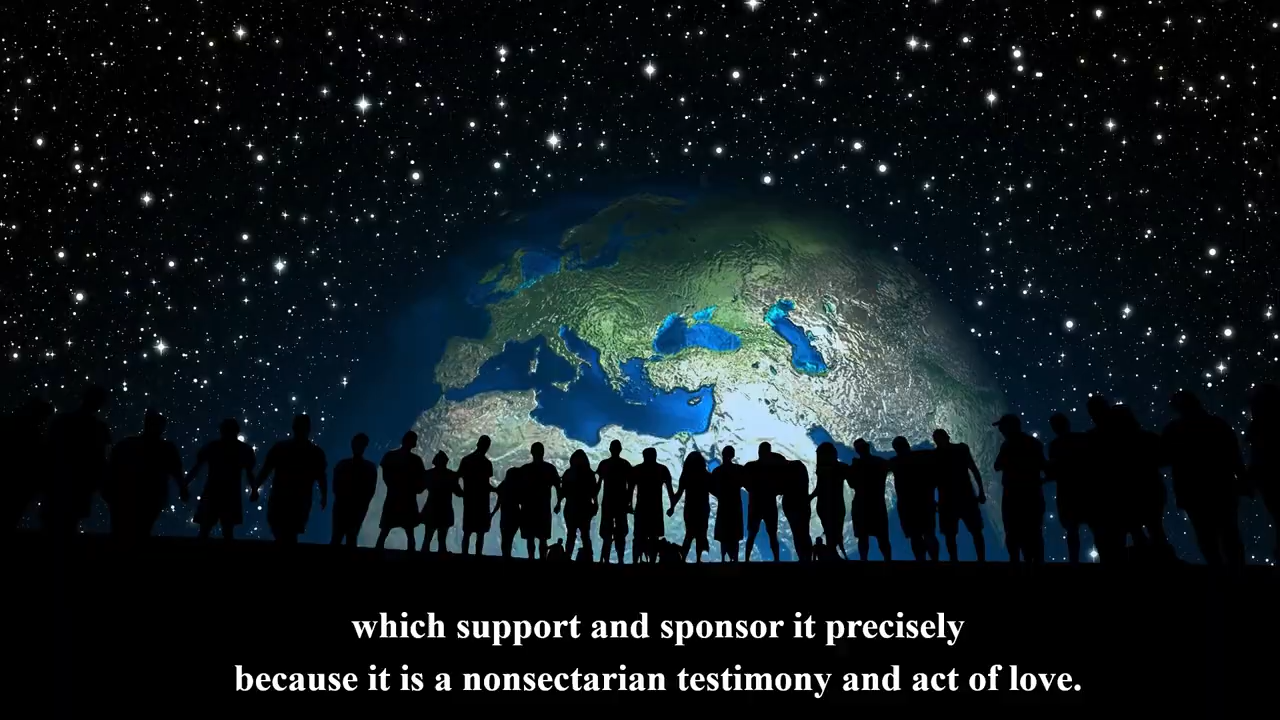 which support and sponsor it precisely
because it is a nonsectarian testimony and act of love.